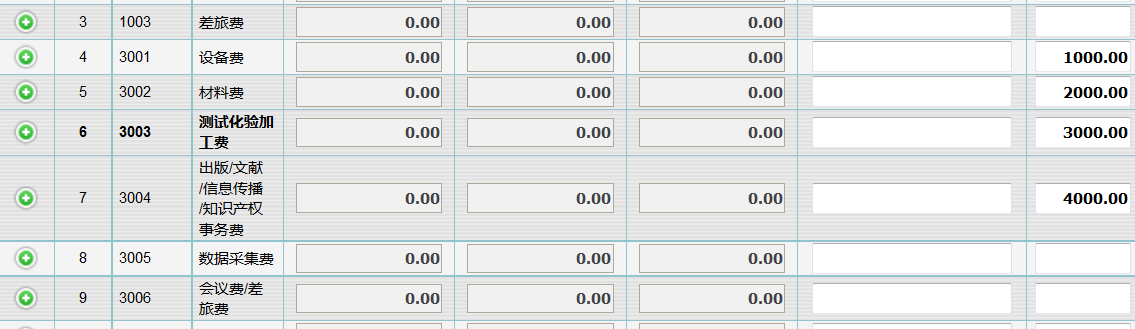 3 1003 差旅费 0.00 0.00 0.00
4 3001 设备费 0.00 0.00 0.00 1000.00
5 3002 材料费 0.00 0.00 0.00 2000.00
6 3003 测试化验加
工费 0.00 0.00 0.00 3000.00
7 3004 出版/文献
/信息传播
/知识产权
事务费 0.00 0.00 0.00 4000.00
8 3005 数据采集费 0.00 0.00 0.00
9 3006 会议费/差
旅费 0.00 0.00 0.00